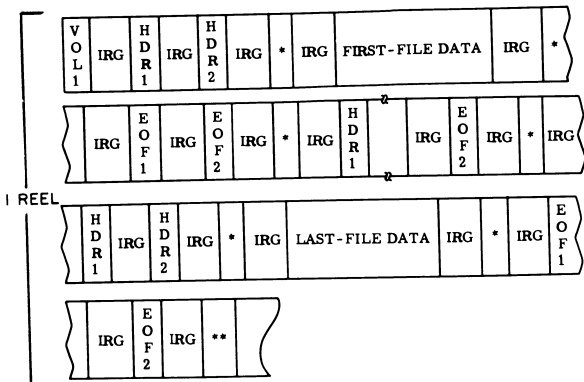 VOL1 IRG HDR1 IRG HDR2 IRG * IRG FIRST-FILE DATA IRG *
IRG EOF1 IRG EOF2 IRG * IRG HDR1 IRG EOF2 IRG * IRG
1 REEL
HDR1 IRG HDR2 IRG * IRG LAST-FILE DATA IRG * IRG EOF1
IRG EOF2 IRG **